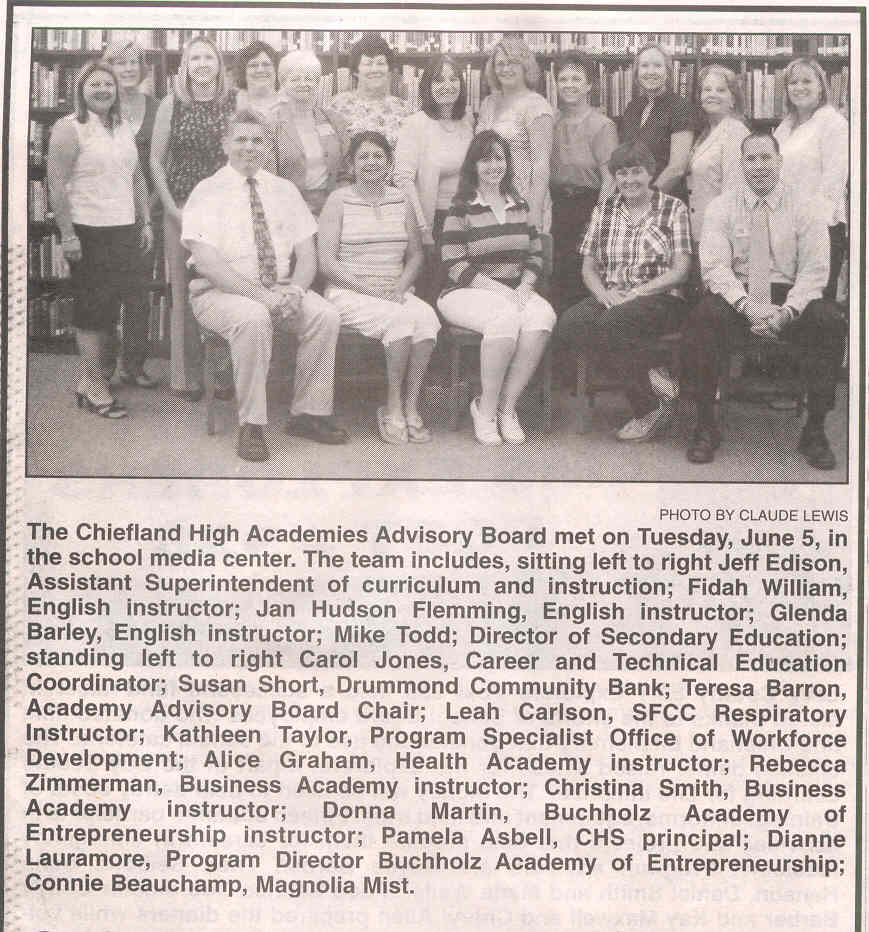 PHOTO BY CLAUDE LEWIS
The Chiefland High Academies Advisory Board met on Tuesday, June 5, in
the school media center. The team includes, sitting left to right Jeff Edison,
Assistant Superintendent of curriculum and instruction; Fidah William,
English instructor; Jan Hudson Flemming, English instructor; Glenda
Barley, English instructor; Mike Todd; Director of Secondary Education;
standing left to right Carol Jones, Career and Technical Education
Coordinator; Susan Short, Drummond Community Bank; Teresa Barron,
Academy Advisory Board Chair; Leah Carlson, SFCC Respiratory
Instructor; Kathleen Taylor, Program Specialist Office of Workforce
Development; Alice Graham, Health Academy instructor; Rebecca
Zimmerman, Business Academy instructor; Christina Smith, Business
Academy instructor; Donna Martin, Buchholz Academy of
Entrepreneurship instructor; Pamela Asbell, CHS principal; Dianne
Lauramore, Program Director Buchholz Academy of Entrepreneurship;
Connie Beauchamp, Magnolia Mist.